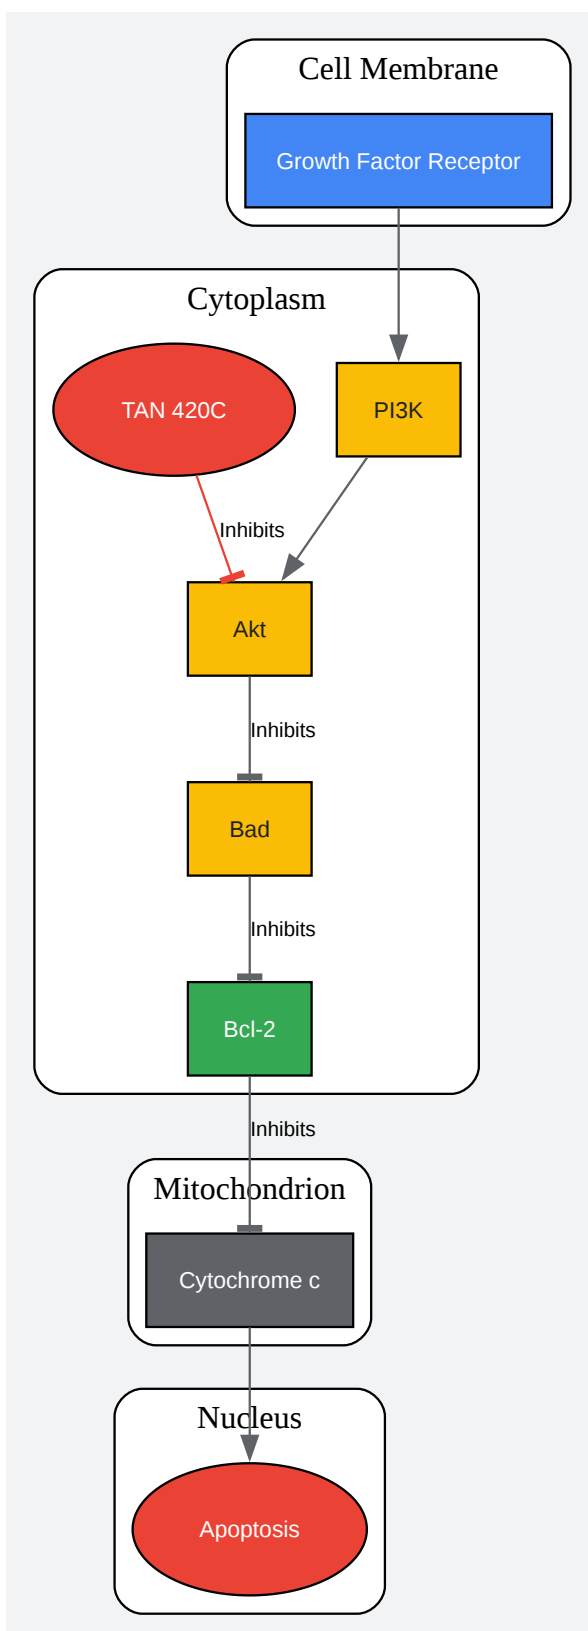 Cell Membrane
Growth Factor Receptor
Cytoplasm
TAN 420C
PI3K
Inhibits
Akt
Inhibits
Bad
Inhibits
Bcl-2
Inhibits
Mitochondrion
Cytochrome c
Nucleus
Apoptosis